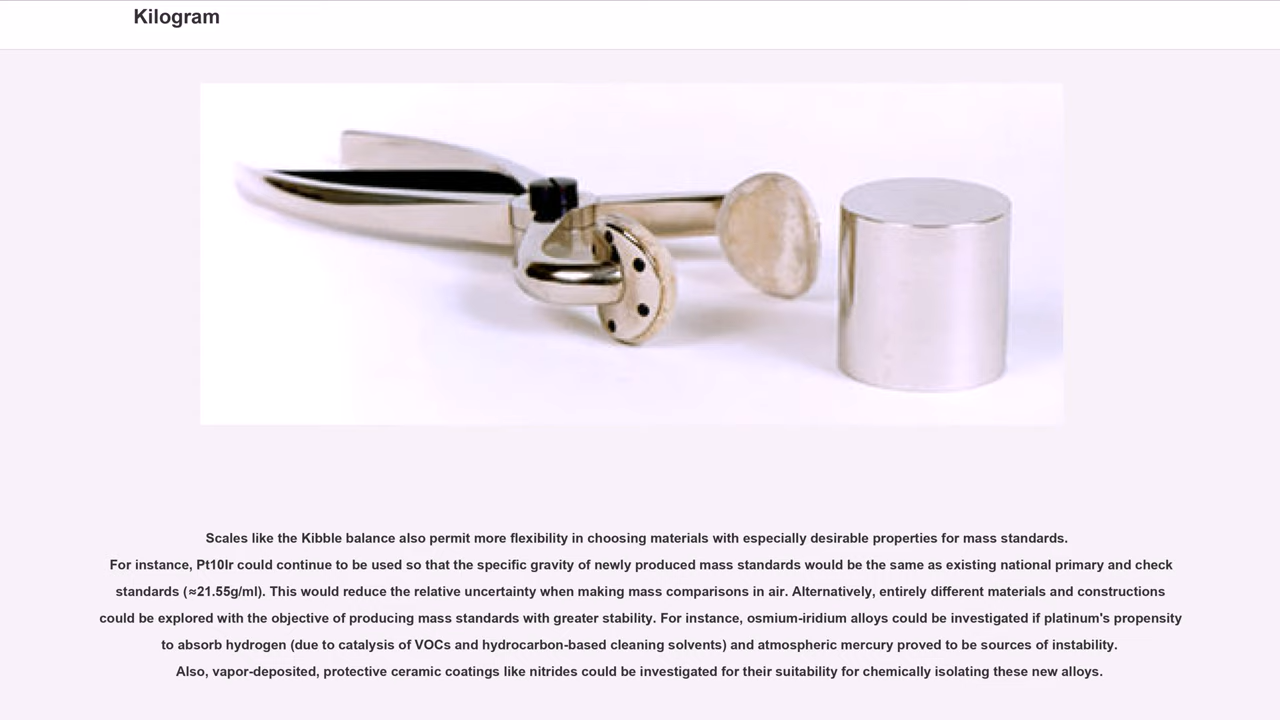 Kilogram
Scales like the Kibble balance also permit more flexibility in choosing materials with especially desirable properties for mass standards.
For instance, Pt10Ir could continue to be used so that the specific gravity of newly produced mass standards would be the same as existing national primary and check
standards (≈21.55g/ml). This would reduce the relative uncertainty when making mass comparisons in air. Alternatively, entirely different materials and constructions
could be explored with the objective of producing mass standards with greater stability. For instance, osmium-iridium alloys could be investigated if platinum's propensity
to absorb hydrogen (due to catalysis of VOCs and hydrocarbon-based cleaning solvents) and atmospheric mercury proved to be sources of instability.
Also, vapor-deposited, protective ceramic coatings like nitrides could be investigated for their suitability for chemically isolating these new alloys.